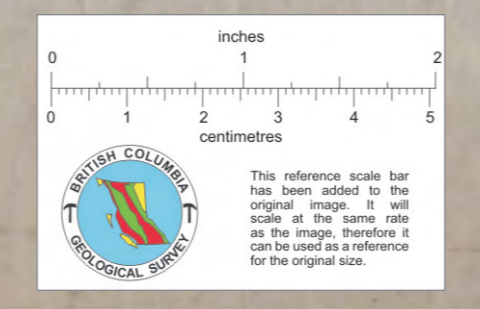 inches
0 1 2
0 1 2 3 4 5
centimetres
BRITISH COLUMBIA
GEOLOGICAL SURVEY
This reference scale bar
has been added to the
original image. It will
scale at the same rate
as the image, therefore it
can be used as a reference
for the original size.